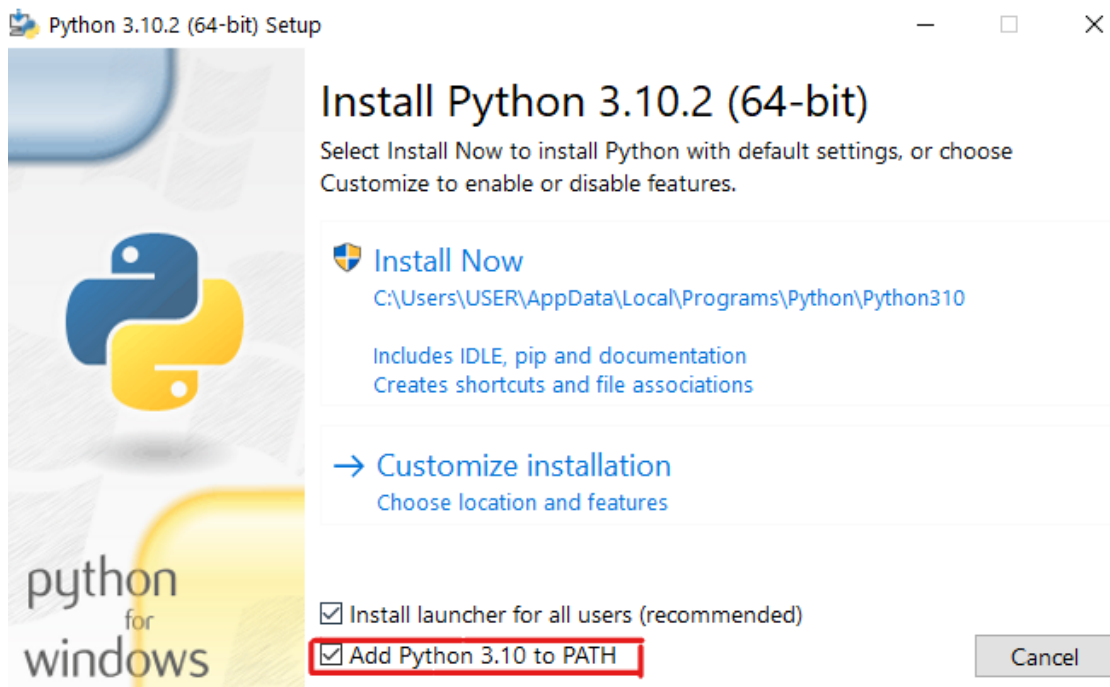 Python 3.10.2 (64-bit) Setup
Install Python 3.10.2 (64-bit)
Select Install Now to install Python with default settings, or choose
Customize to enable or disable features.
Install Now
C:\Users\USER\AppData\Local\Programs\Python\Python310
Includes IDLE, pip and documentation
Creates shortcuts and file associations
Customize installation
Choose location and features
python
for
windows
Install launcher for all users (recommended)
Add Python 3.10 to PATH
Cancel